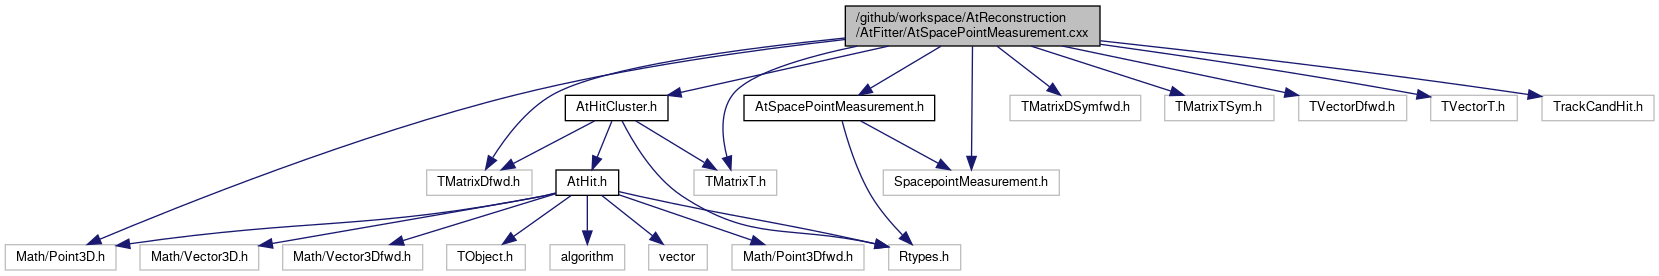 /github/workspace/AtReconstruction
/AtFitter/AtSpacePointMeasurement.cxx
AtHitCluster.h
AtSpacePointMeasurement.h
TMatrixDSymfwd.h
TMatrixTSym.h
TVectorDfwd.h
TVectorT.h
TrackCandHit.h
TMatrixDfwd.h
AtHit.h
TMatrixT.h
SpacepointMeasurement.h
Math/Point3D.h
Math/Vector3D.h
Math/Vector3Dfwd.h
TObject.h
algorithm
vector
Math/Point3Dfwd.h
Rtypes.h